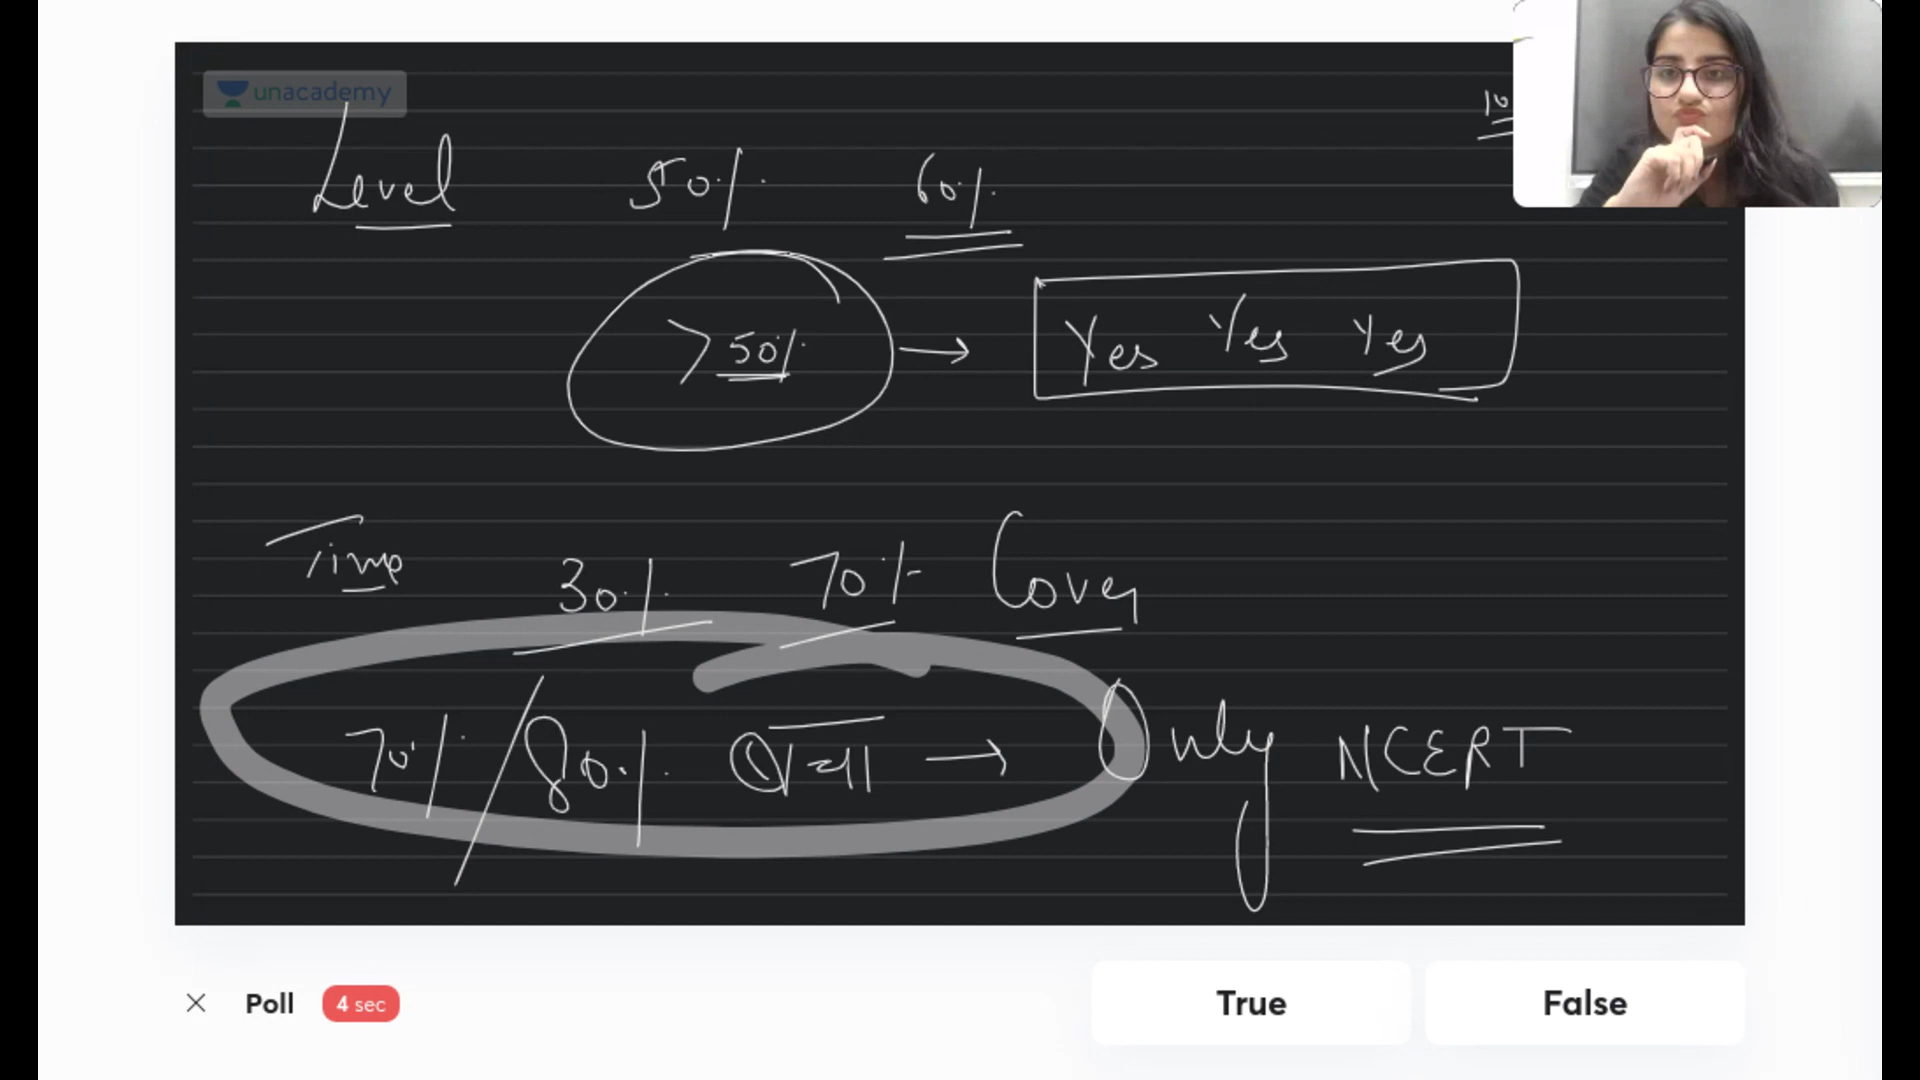 unacademy
10
Level 50% 60%
>50% → Yes Yes Yes
Time 30% 70% Cover
70% / 80% → Only NCERT
× Poll 4 sec True False